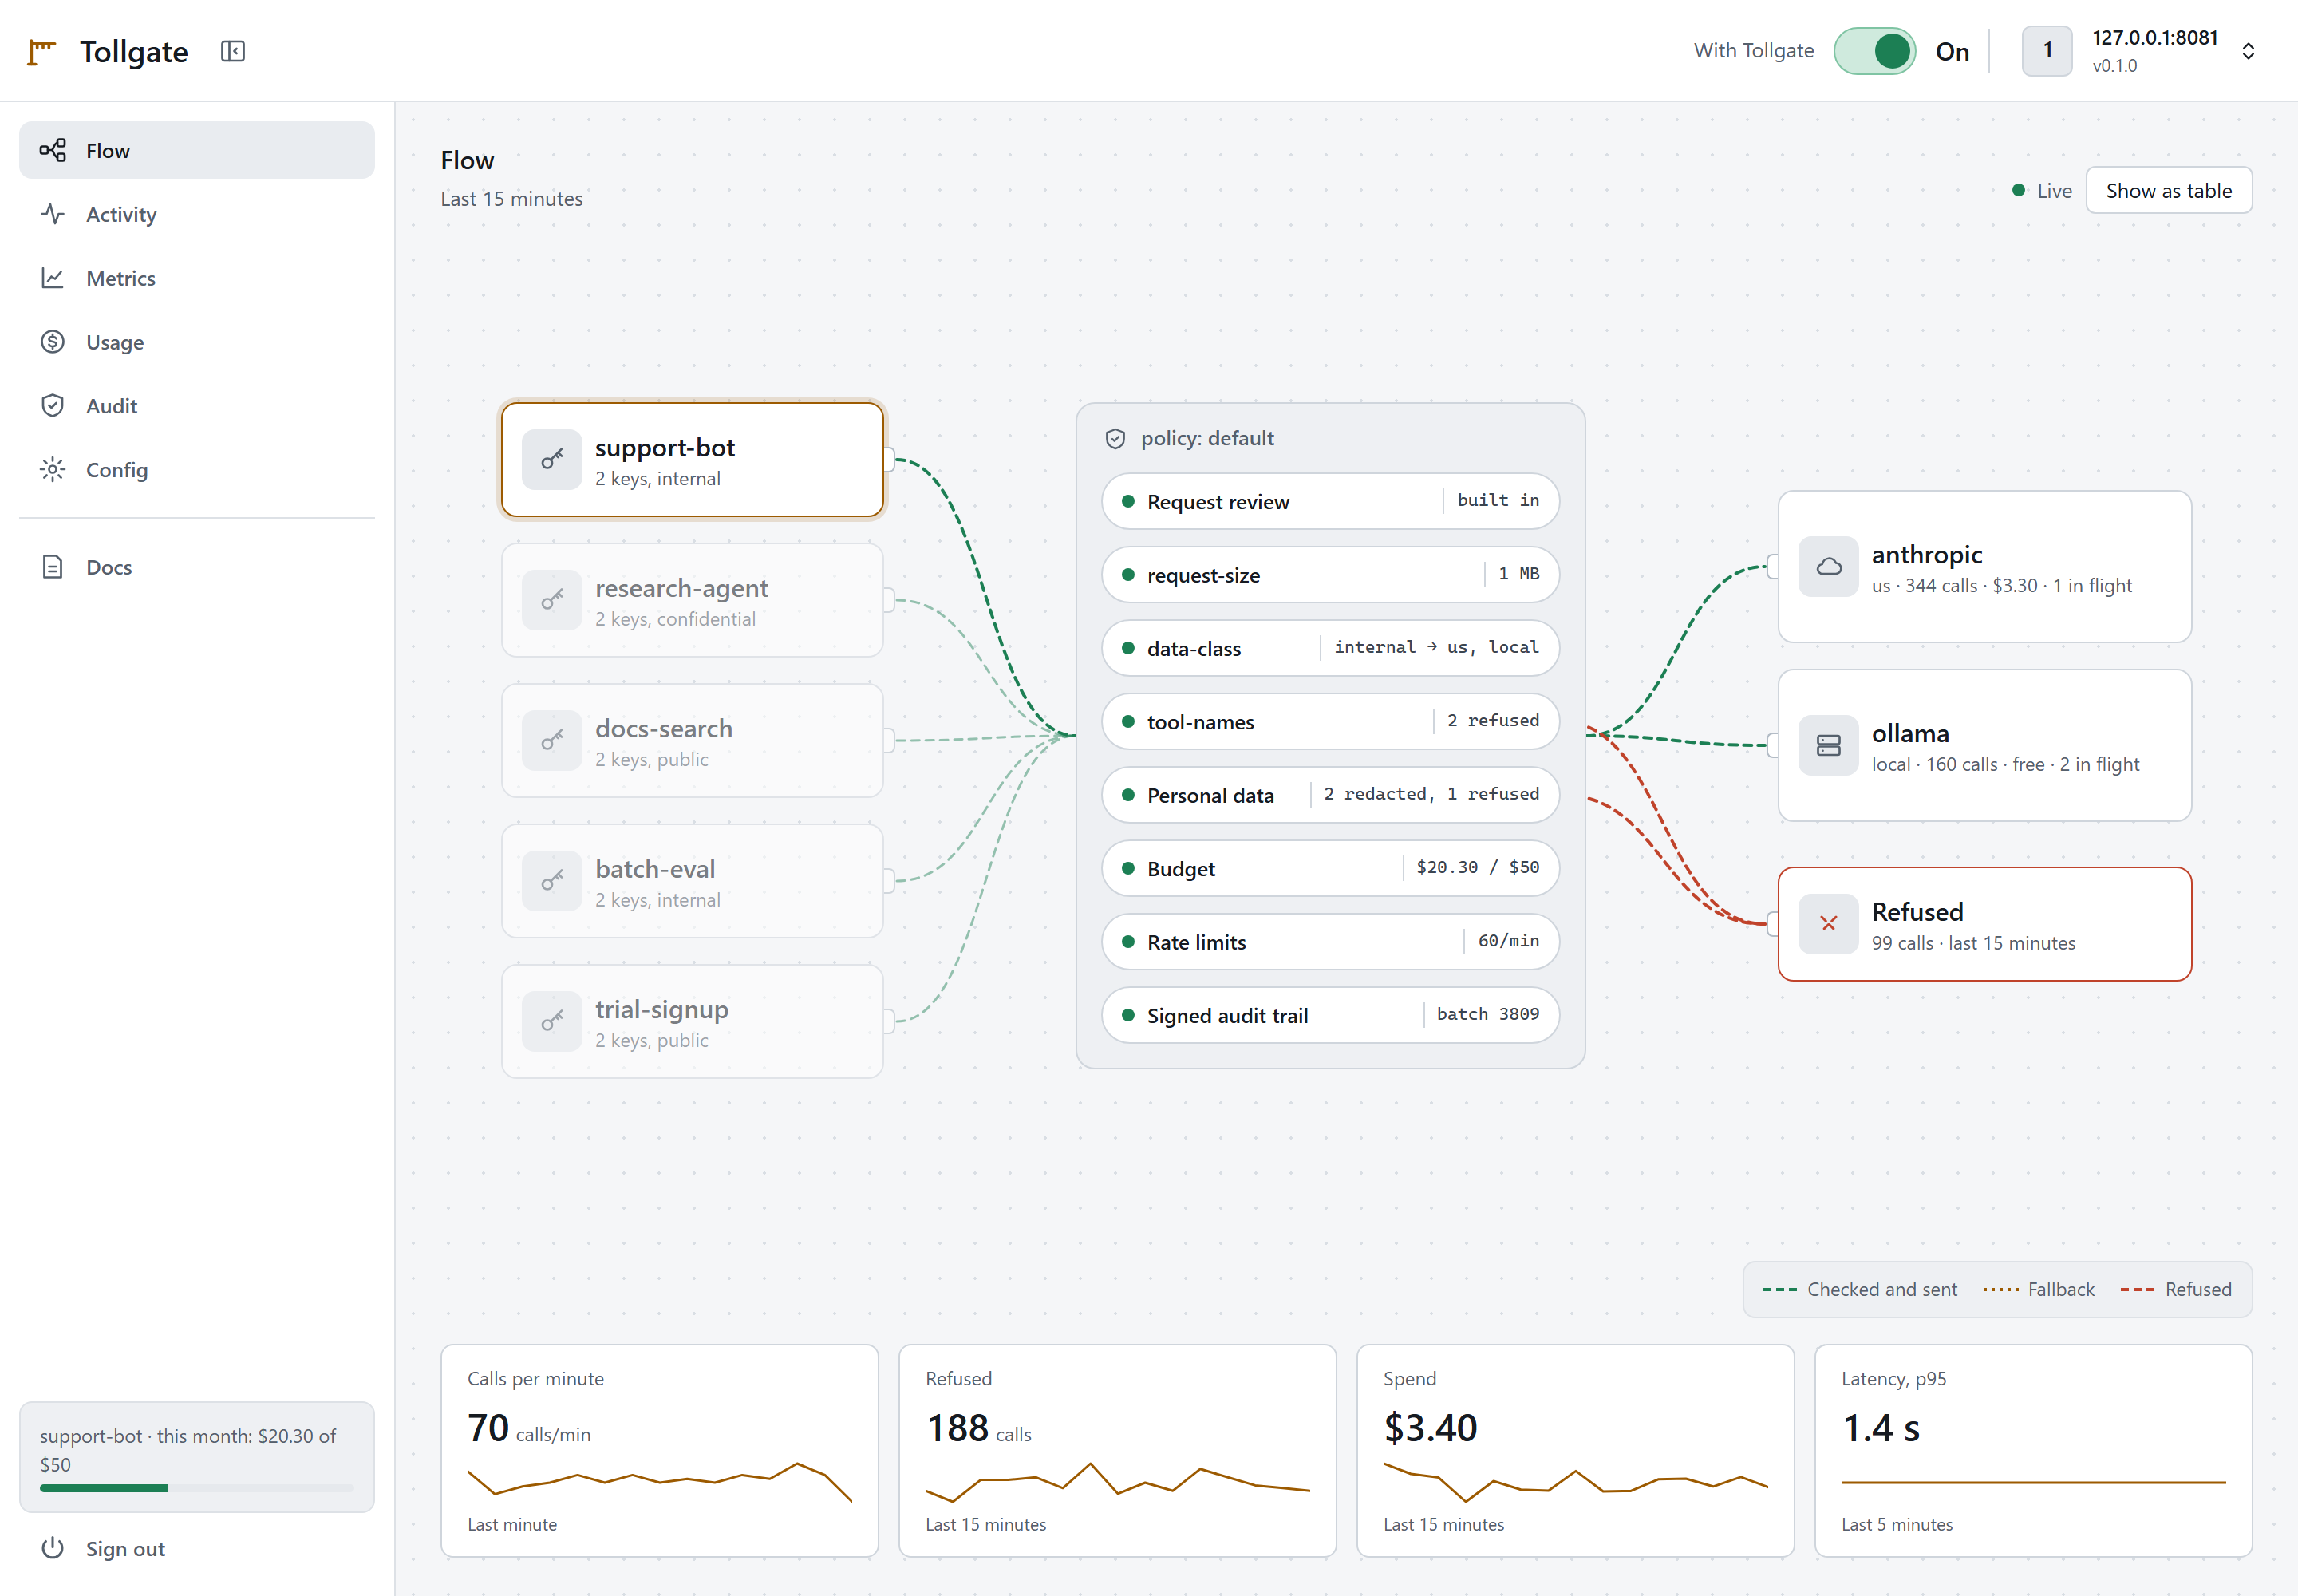 Tollgate
With Tollgate
On
1
127.0.0.1:8081
v0.1.0
Flow
Activity
Metrics
Usage
Audit
Config
Docs
support-bot · this month: $20.30 of
$50
Sign out
Flow
Last 15 minutes
Live
Show as table
support-bot
2 keys, internal
research-agent
2 keys, confidential
docs-search
2 keys, public
batch-eval
2 keys, internal
trial-signup
2 keys, public
policy: default
Request review built in
request-size 1 MB
data-class internal → us, local
tool-names 2 refused
Personal data 2 redacted, 1 refused
Budget $20.30 / $50
Rate limits 60/min
Signed audit trail batch 3809
anthropic
us · 344 calls · $3.30 · 1 in flight
ollama
local · 160 calls · free · 2 in flight
Refused
99 calls · last 15 minutes
Checked and sent Fallback Refused
Calls per minute
70 calls/min
Last minute
Refused
188 calls
Last 15 minutes
Spend
$3.40
Last 15 minutes
Latency, p95
1.4 s
Last 5 minutes